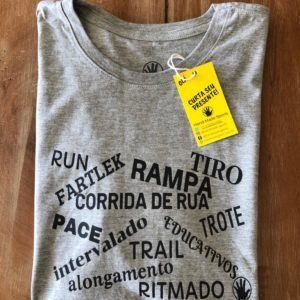 CURTA SEU
PRESENTE!
RUN
TIRO
FARTLEK
RAMPA
CORRIDA DE RUA
PACE
EDUCATIVOS
TROTE
intervalado
TRAIL
alongamento
RITMADO